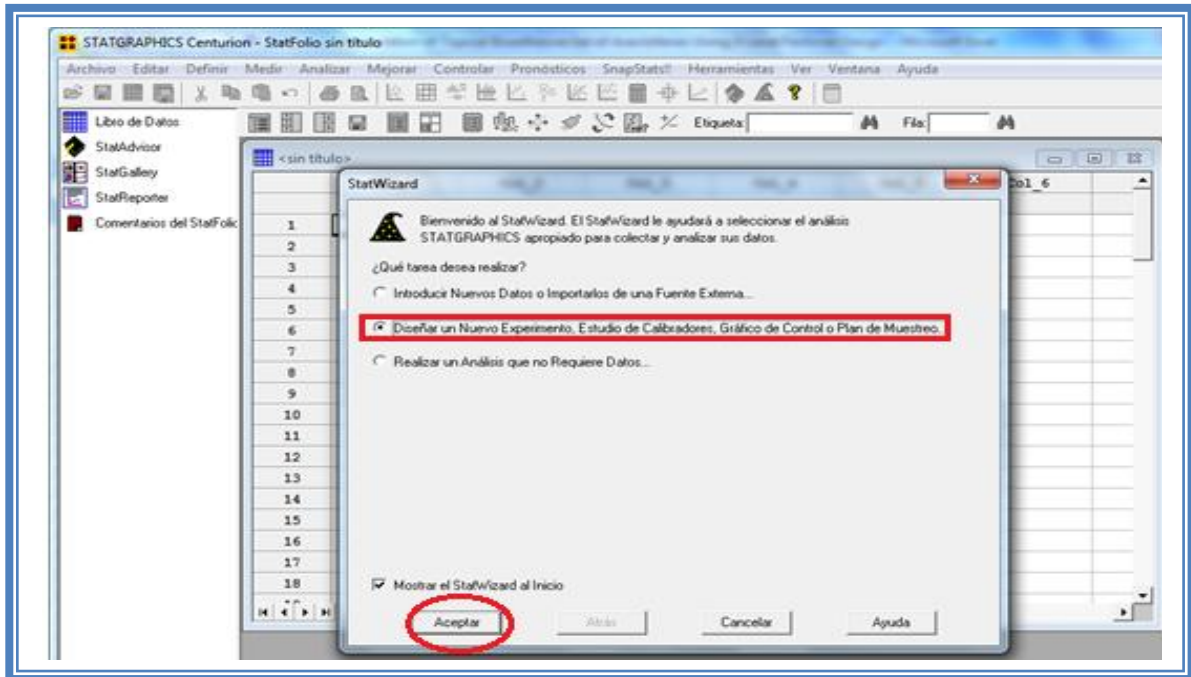 STATGRAPHICS Centurion - StatFolio sin título
Archivo Editar Definir Medir Analizar Mejorar Controlar Pronósticos SnapStats!! Herramientas Ver Ventana Ayuda
Etiqueta: Fila:
Libro de Datos
StatAdvisor
StatGallery
StatReporter
Comentarios del StatFolio
<sin título>
Col_6
StatWizard
Bienvenido al StatWizard. El StatWizard le ayudará a seleccionar el análisis
STATGRAPHICS apropiado para colectar y analizar sus datos.
¿Qué tarea desea realizar?
Introducir Nuevos Datos o Importarlos de una Fuente Externa...
Diseñar un Nuevo Experimento, Estudio de Calibradores, Gráfico de Control o Plan de Muestreo.
Realizar un Análisis que no Requiere Datos...
1
2
3
4
5
6
7
8
9
10
11
12
13
14
15
16
17
18
Mostrar el StatWizard al Inicio
Aceptar Atrás Cancelar Ayuda